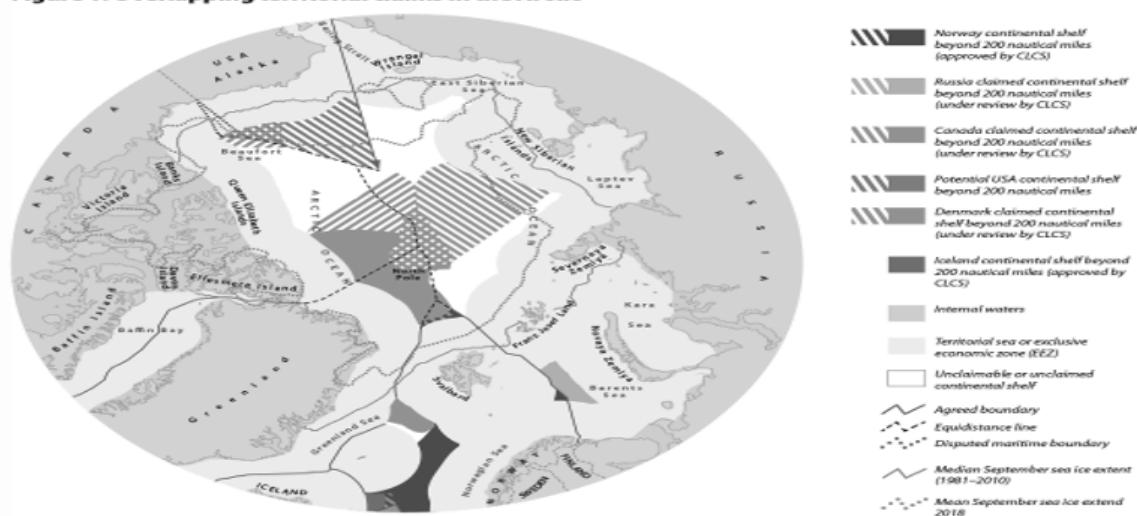 USA
Alaska
Bering Strait
Wrangel
Island
East Siberian
Sea
CANADA
Beaufort
Sea
Banks
Island
Victoria
Island
Queen Elizabeth
Islands
New Siberian
Islands
Laptev
Sea
ARCTIC
OCEAN
ARCTIC
OCEAN
RUSSIA
North
Pole
Severnaya
Zemlya
Devon
Island
Ellesmere Island
Baffin Island
Baffin Bay
Franz Josef Land
Kara
Sea
Novaya Zemlya
Greenland
Svalbard
Barents
Sea
Greenland Sea
Norwegian Sea
ICELAND
NORWAY
SWEDEN
FINLAND
Norway continental shelf
beyond 200 nautical miles
(approved by CLCS)
Russia claimed continental shelf
beyond 200 nautical miles
(under review by CLCS)
Canada claimed continental shelf
beyond 200 nautical miles
(under review by CLCS)
Potential USA continental shelf
beyond 200 nautical miles
Denmark claimed continental
shelf beyond 200 nautical miles
(under review by CLCS)
Iceland continental shelf beyond
200 nautical miles (approved by
CLCS)
Internal waters
Territorial sea or exclusive
economic zone (EEZ)
Unclaimable or unclaimed
continental shelf
Agreed boundary
Equidistance line
Disputed maritime boundary
Median September sea ice extent
(1981–2010)
Mean September sea ice extend
2018